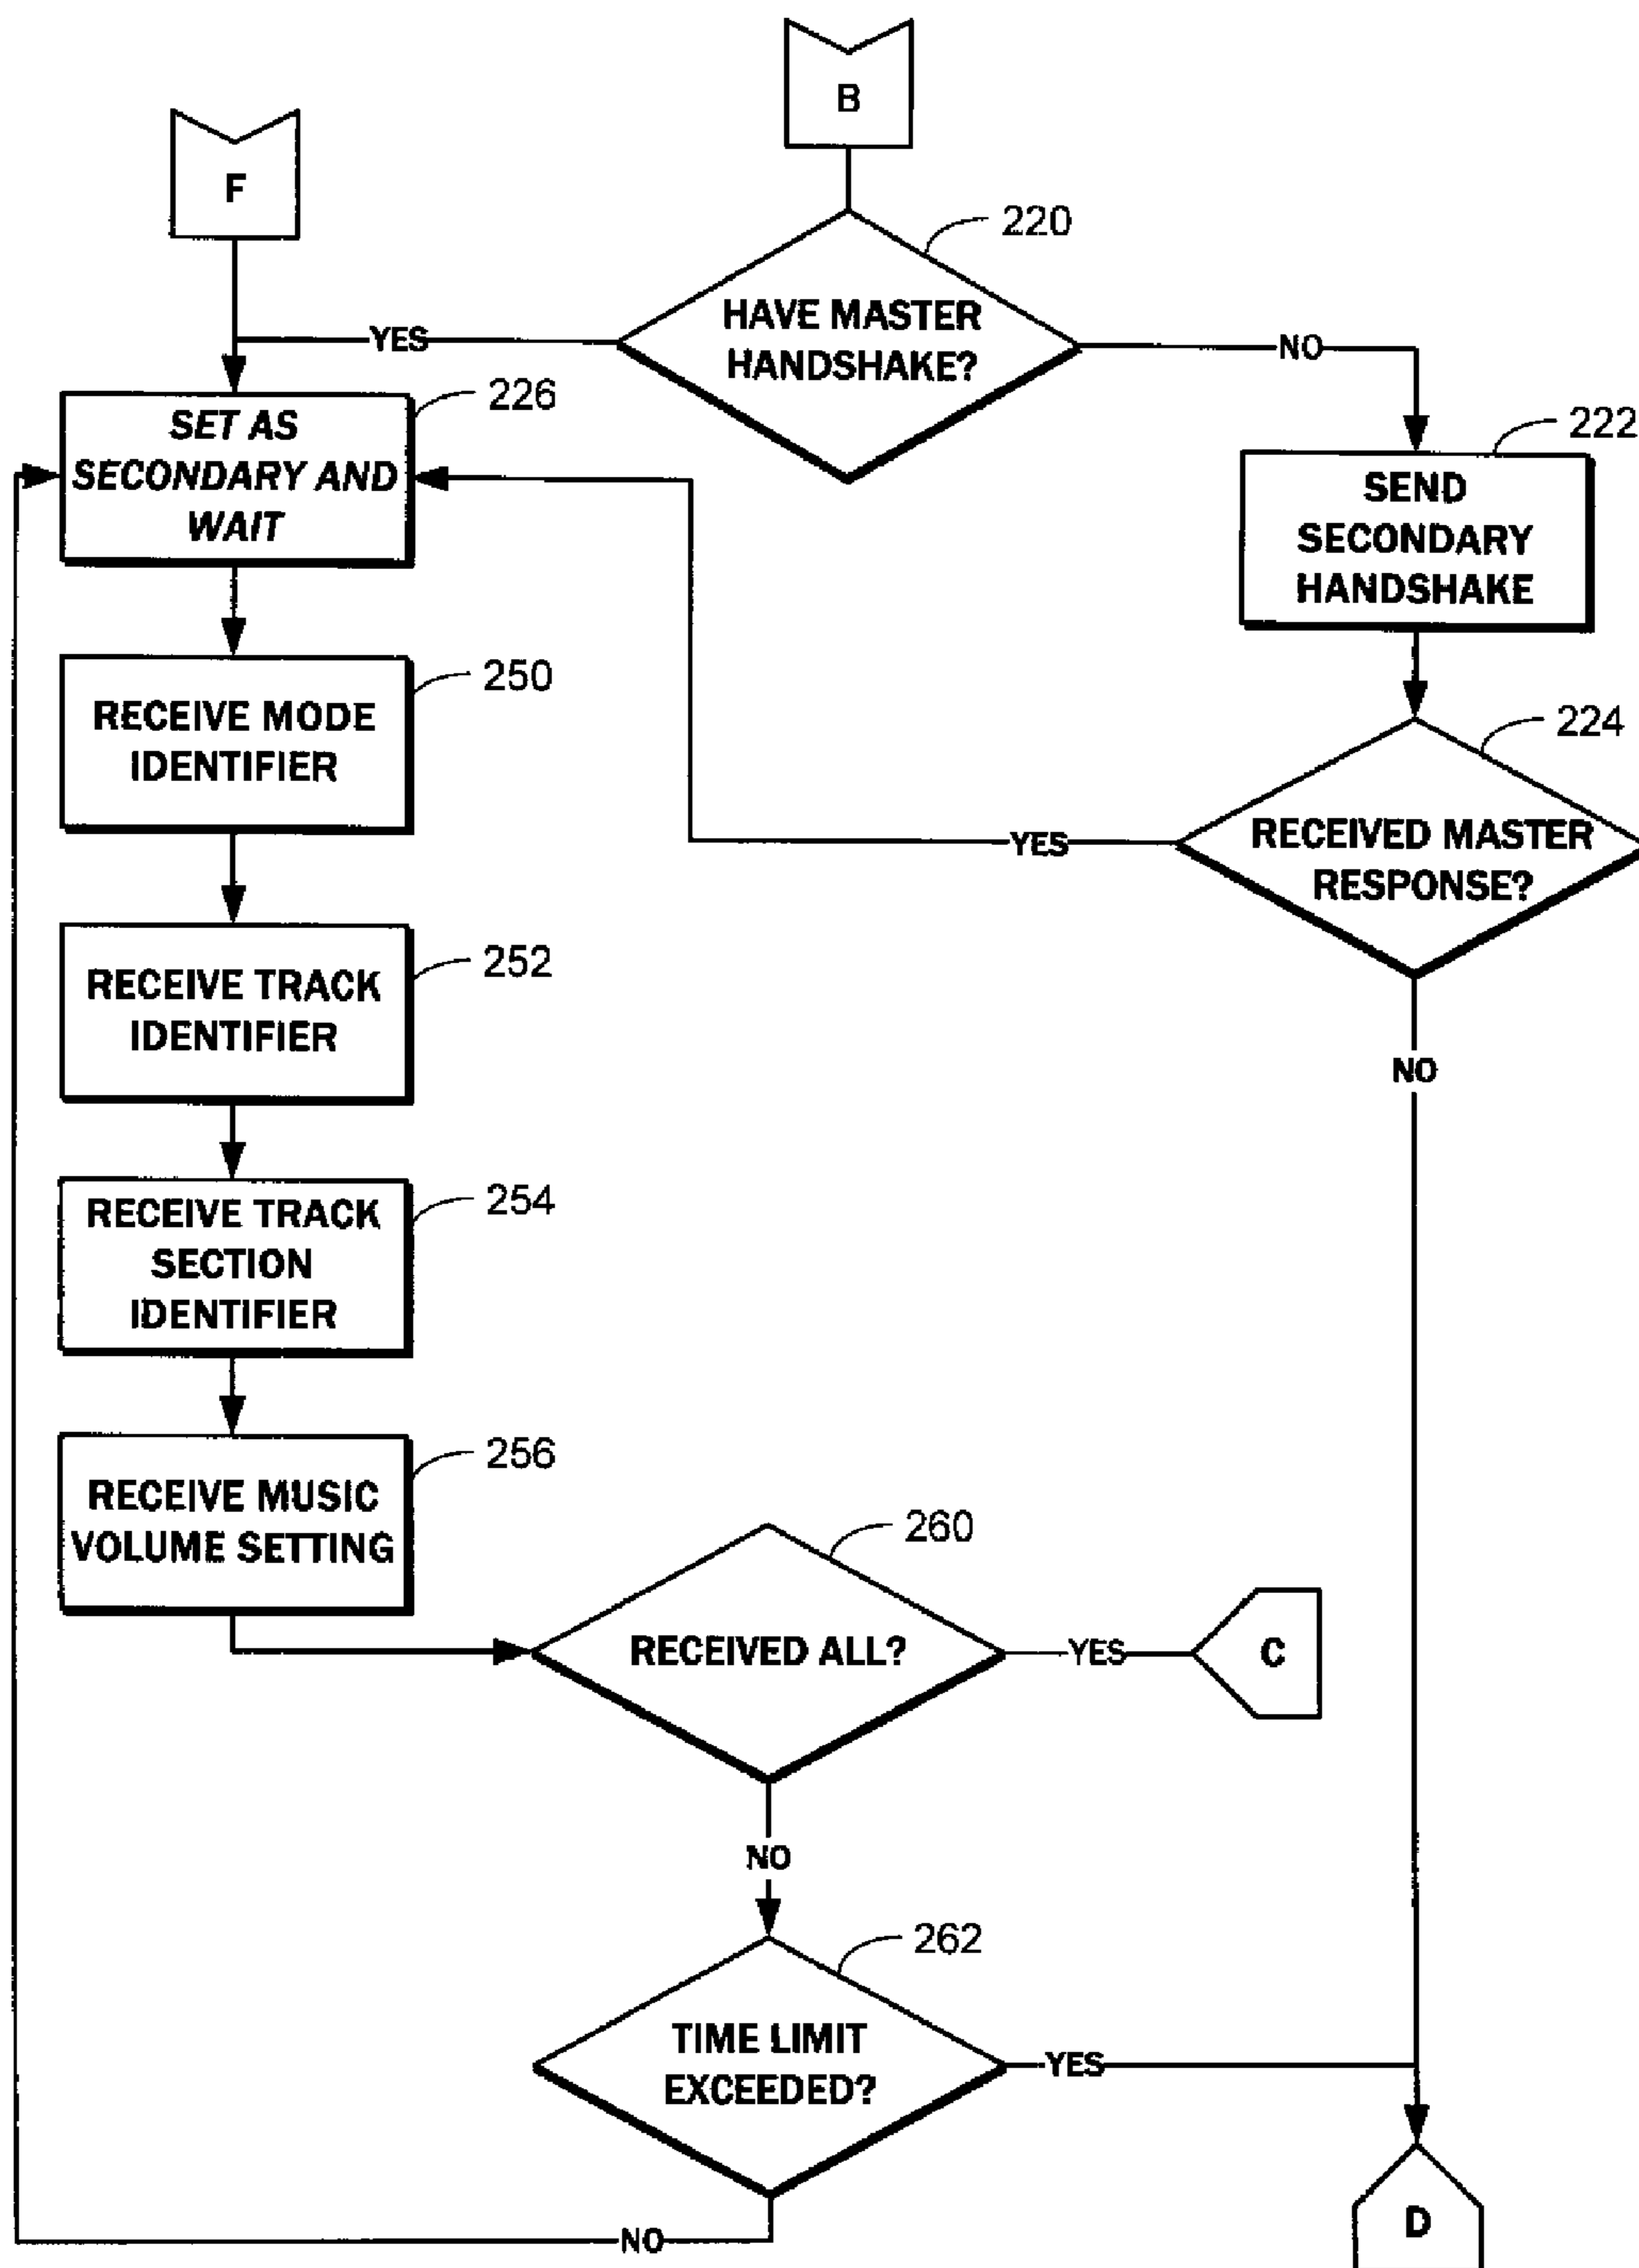 B
F
220
HAVE MASTER
HANDSHAKE?
YES
NO
226
SET AS
SECONDARY AND
WAIT
222
SEND
SECONDARY
HANDSHAKE
250
RECEIVE MODE
IDENTIFIER
224
RECEIVED MASTER
RESPONSE?
YES
NO
252
RECEIVE TRACK
IDENTIFIER
254
RECEIVE TRACK
SECTION
IDENTIFIER
256
RECEIVE MUSIC
VOLUME SETTING
260
RECEIVED ALL?
YES
C
NO
262
TIME LIMIT
EXCEEDED?
YES
NO
D